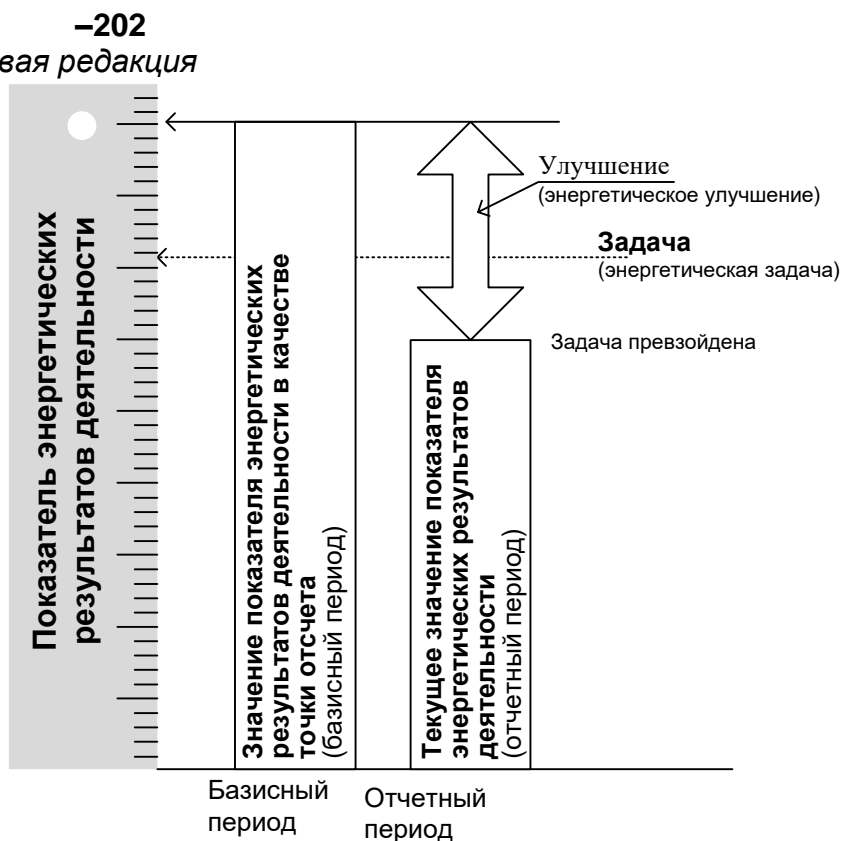 –202
вая редакция
Показатель энергетических
результатов деятельности
Значение показателя энергетических
результатов деятельности в качестве
точки отсчета
(базисный период)
Текущее значение показателя
энергетических результатов
деятельности
(отчетный период)
Улучшение
(энергетическое улучшение)
Задача
(энергетическая задача)
Задача превзойдена
Базисный
период
Отчетный
период